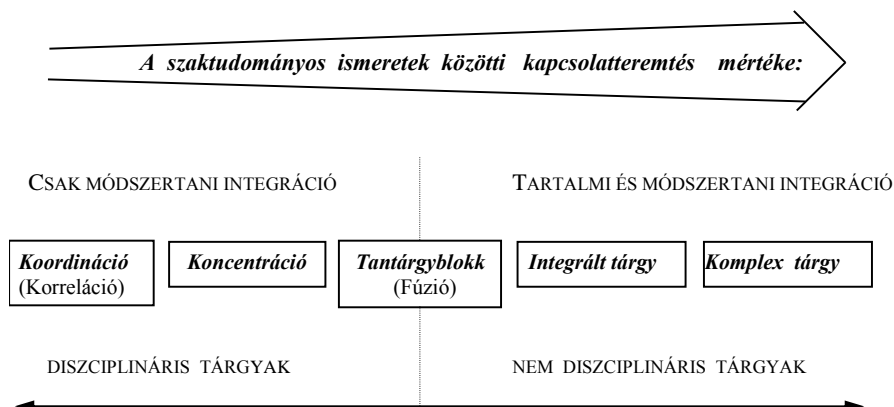 A szaktudományos ismeretek közötti kapcsolatteremtés mértéke:
CSAK MÓDSZERTANI INTEGRÁCIÓ
TARTALMI ÉS MÓDSZERTANI INTEGRÁCIÓ
Koordináció
(Korreláció)
Koncentráció
Tantárgyblokk
(Fúzió)
Integrált tárgy
Komplex tárgy
DISZCIPLINÁRIS TÁRGYAK
NEM DISZCIPLINÁRIS TÁRGYAK